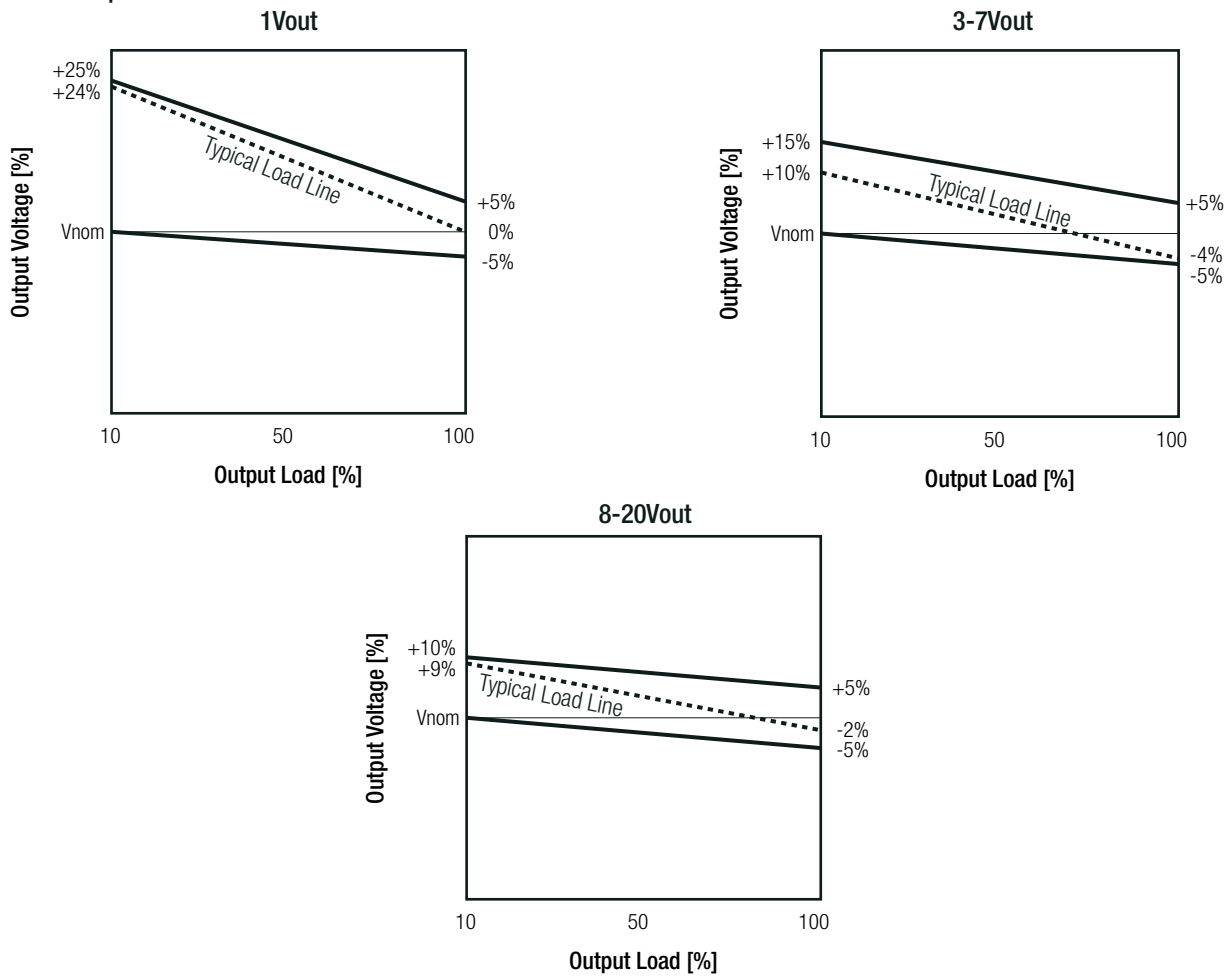 1Vout
+25%
+24%
Typical Load Line
Vnom
+5%
0%
-5%
Output Voltage [%]
10
50
100
Output Load [%]
3-7Vout
+15%
+10%
Typical Load Line
Vnom
+5%
-4%
-5%
Output Voltage [%]
10
50
100
Output Load [%]
8-20Vout
+10%
+9%
Typical Load Line
Vnom
+5%
-2%
-5%
Output Voltage [%]
10
50
100
Output Load [%]